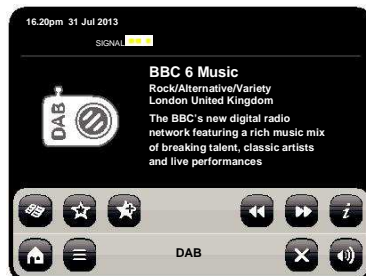 16.20pm 31 Jul 2013
SIGNAL
BBC 6 Music
Rock/Alternative/Variety
London United Kingdom
The BBC's new digital radio
network featuring a rich music mix
of breaking talent, classic artists
and live performances
DAB
i
DAB